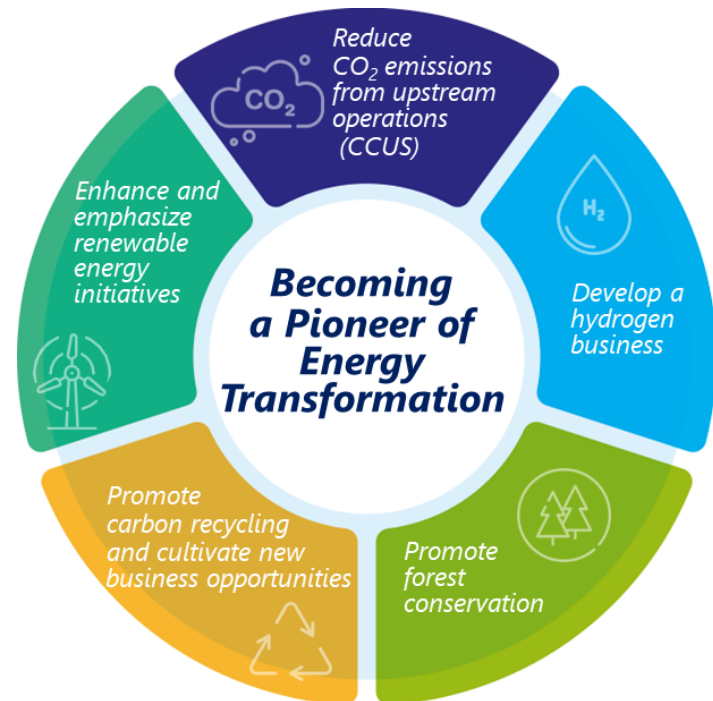 Reduce
CO₂ emissions
from upstream
operations
(CCUS)
CO₂
H₂
Develop a
hydrogen
business
Promote
forest
conservation
Promote
carbon recycling
and cultivate new
business opportunities
Enhance and
emphasize
renewable
energy
initiatives
Becoming
a Pioneer of
Energy
Transformation